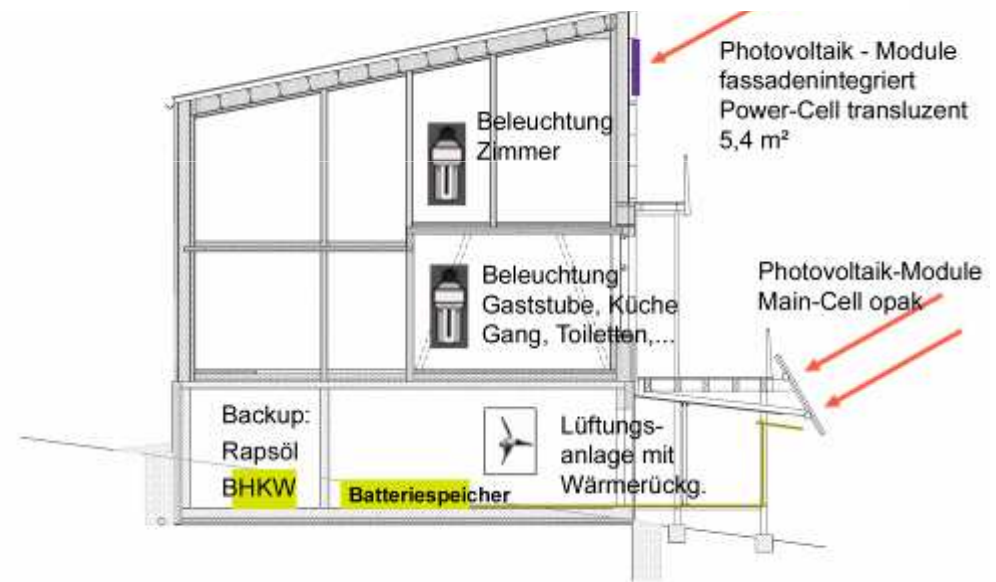 Photovoltaik - Module
fassadenintegriert
Power-Cell transluzent
5,4 m²
Beleuchtung
Zimmer
Photovoltaik-Module
Main-Cell opak
Beleuchtung
Gaststube, Küche
Gang, Toiletten,...
Backup:
Rapsöl
BHKW
Batteriespeicher
Lüftungs-
anlage mit
Wärmerückg.